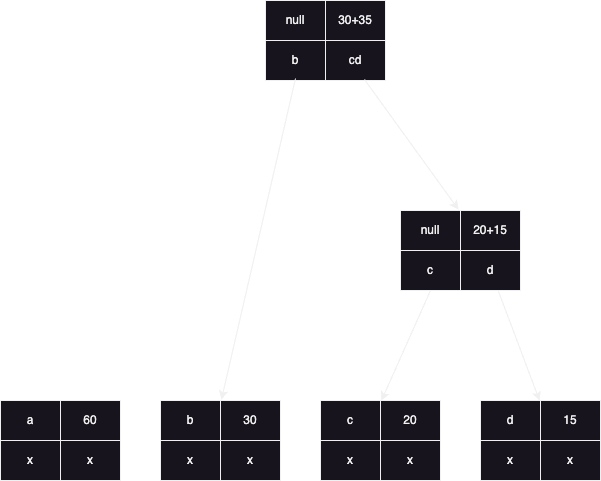 null 30+35
b cd
null 20+15
c d
a 60 b 30 c 20 d 15
x x x x x x x x